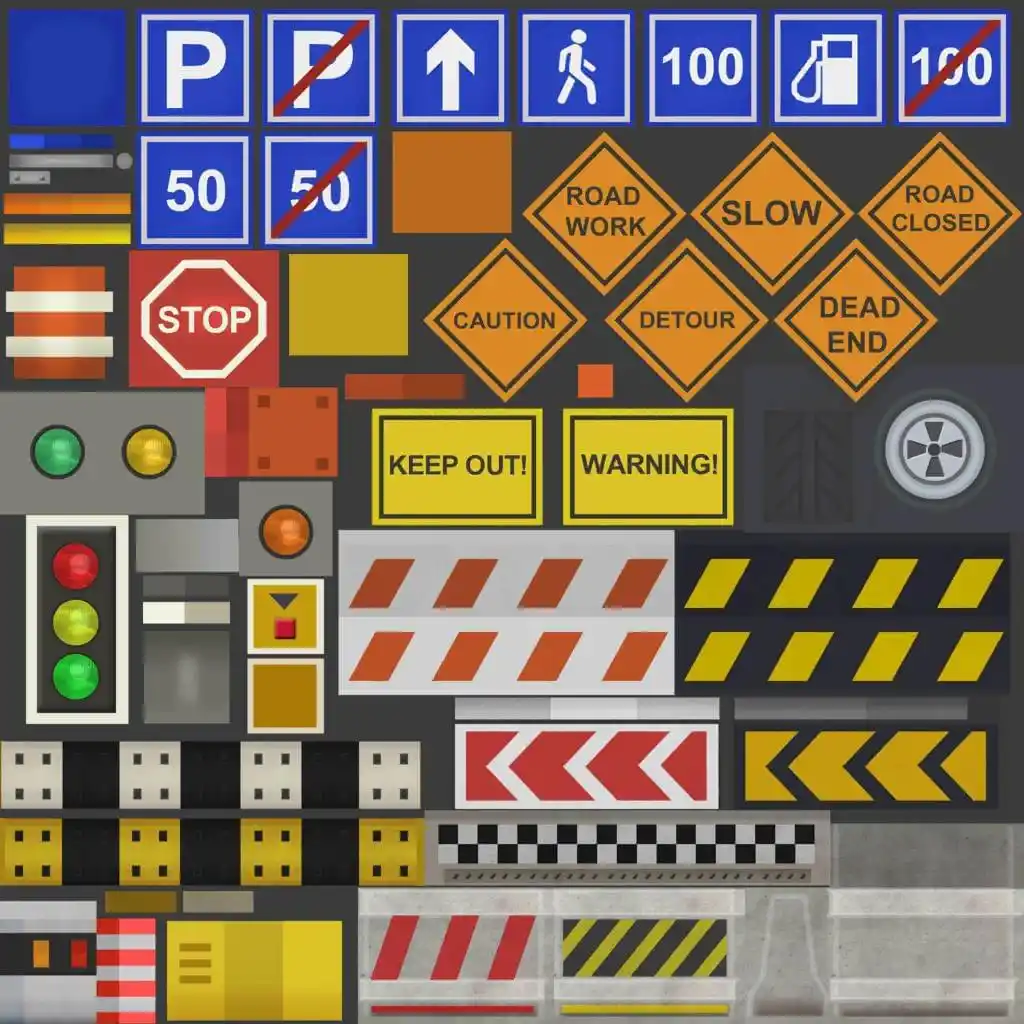 P
P
100
100
50
50
ROAD
WORK
SLOW
ROAD
CLOSED
STOP
CAUTION
DETOUR
DEAD
END
KEEP OUT!
WARNING!